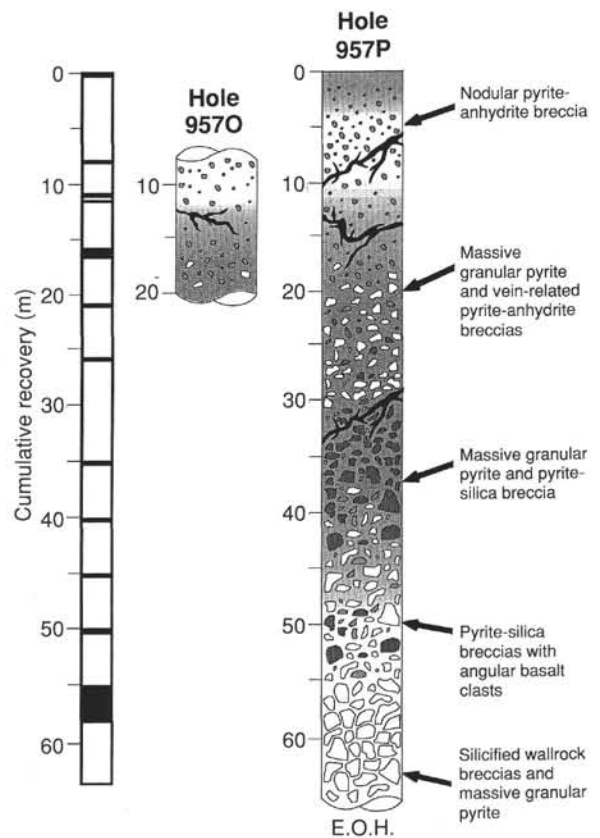 Hole
957P
Hole
957O
Cumulative recovery (m)
0
10
20
30
40
50
60
10
20
0
10
20
30
40
50
60
Nodular pyrite-
anhydrite breccia
Massive
granular pyrite
and vein-related
pyrite-anhydrite
breccias
Massive granular
pyrite and pyrite-
silica breccia
Pyrite-silica
breccias with
angular basalt
clasts
Silicified wallrock
breccias and
massive granular
pyrite
E.O.H.